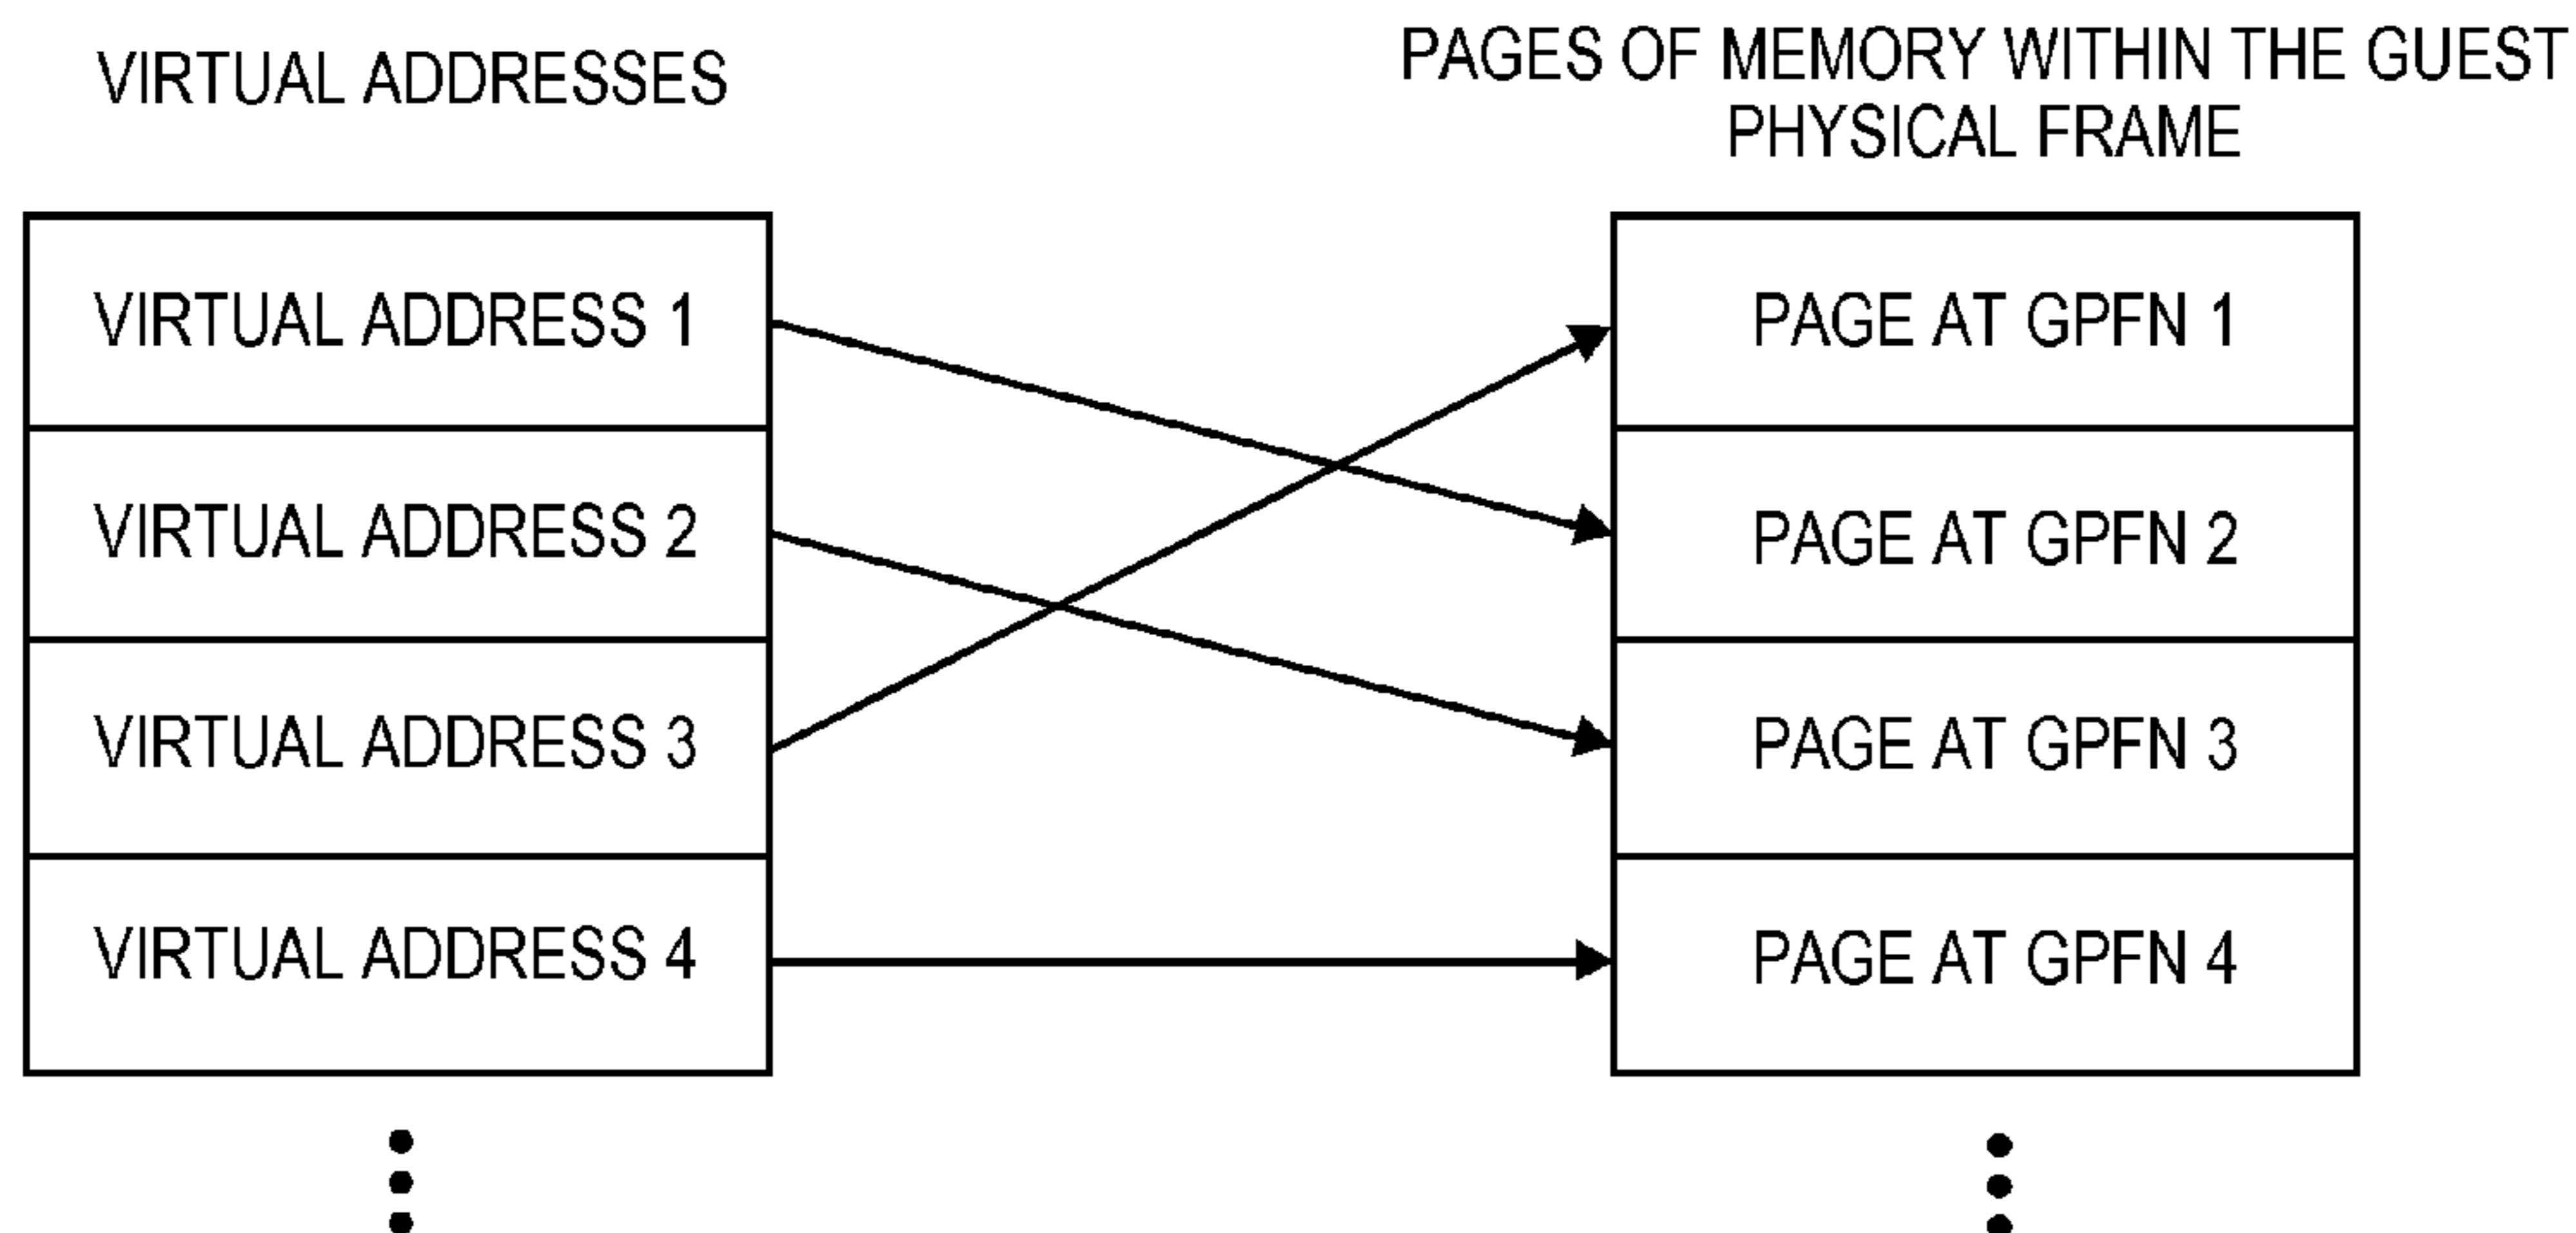 VIRTUAL ADDRESSES
PAGES OF MEMORY WITHIN THE GUEST
PHYSICAL FRAME
VIRTUAL ADDRESS 1
VIRTUAL ADDRESS 2
VIRTUAL ADDRESS 3
VIRTUAL ADDRESS 4
PAGE AT GPFN 1
PAGE AT GPFN 2
PAGE AT GPFN 3
PAGE AT GPFN 4